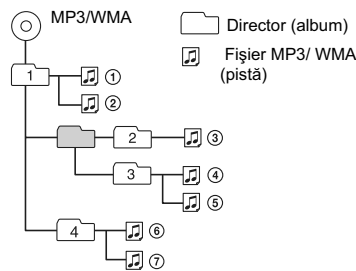 MP3/WMA
Director (album)
Fişier MP3/ WMA
(pistă)
1
①
②
2
③
3
④
⑤
4
⑥
⑦